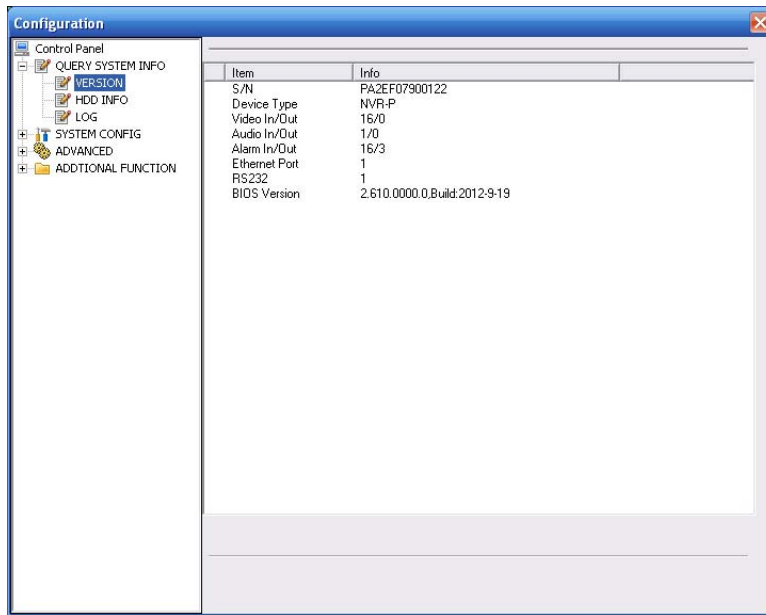 Configuration
Control Panel
QUERY SYSTEM INFO
VERSION
HDD INFO
LOG
SYSTEM CONFIG
ADVANCED
ADDTIONAL FUNCTION
Item Info
S/N PA2EF07900122
Device Type NVR-P
Video In/Out 16/0
Audio In/Out 1/0
Alarm In/Out 16/3
Ethernet Port 1
RS232 1
BIOS Version 2.610.0000.0,Build:2012-9-19